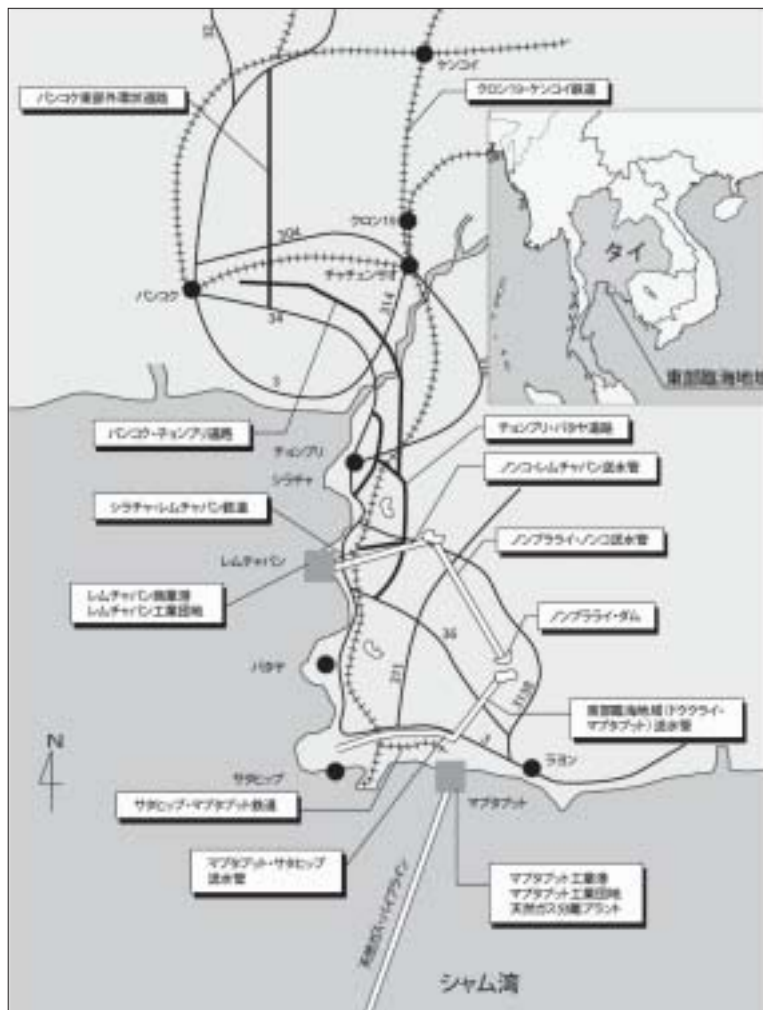 ケンコイ
バンコク東部外環状道路
クロン19-ケンコイ鉄道
クロン19
304
チャチェンサオ
タイ
バンコク
34
314
3
東部臨海地域
バンコク-チョンブリ道路
チョンブリ
チョンブリ-パタヤ道路
シラチャ
ノンコ-レムチャバン送水管
シラチャ-レムチャバン鉄道
ノンプラライ-ノンコ送水管
レムチャバン
レムチャバン商業港
レムチャバン工業団地
ノンプラライ・ダム
36
パタヤ
331
3138
東部臨海地域(ドククライ-
マプタプット)送水管
N
3
ラヨン
サタヒップ
マプタプット
サタヒップ-マプタプット鉄道
マプタプット-サタヒップ
送水管
マプタプット工業港
マプタプット工業団地
天然ガス分離プラント
天然ガス・パイプライン
シャム湾